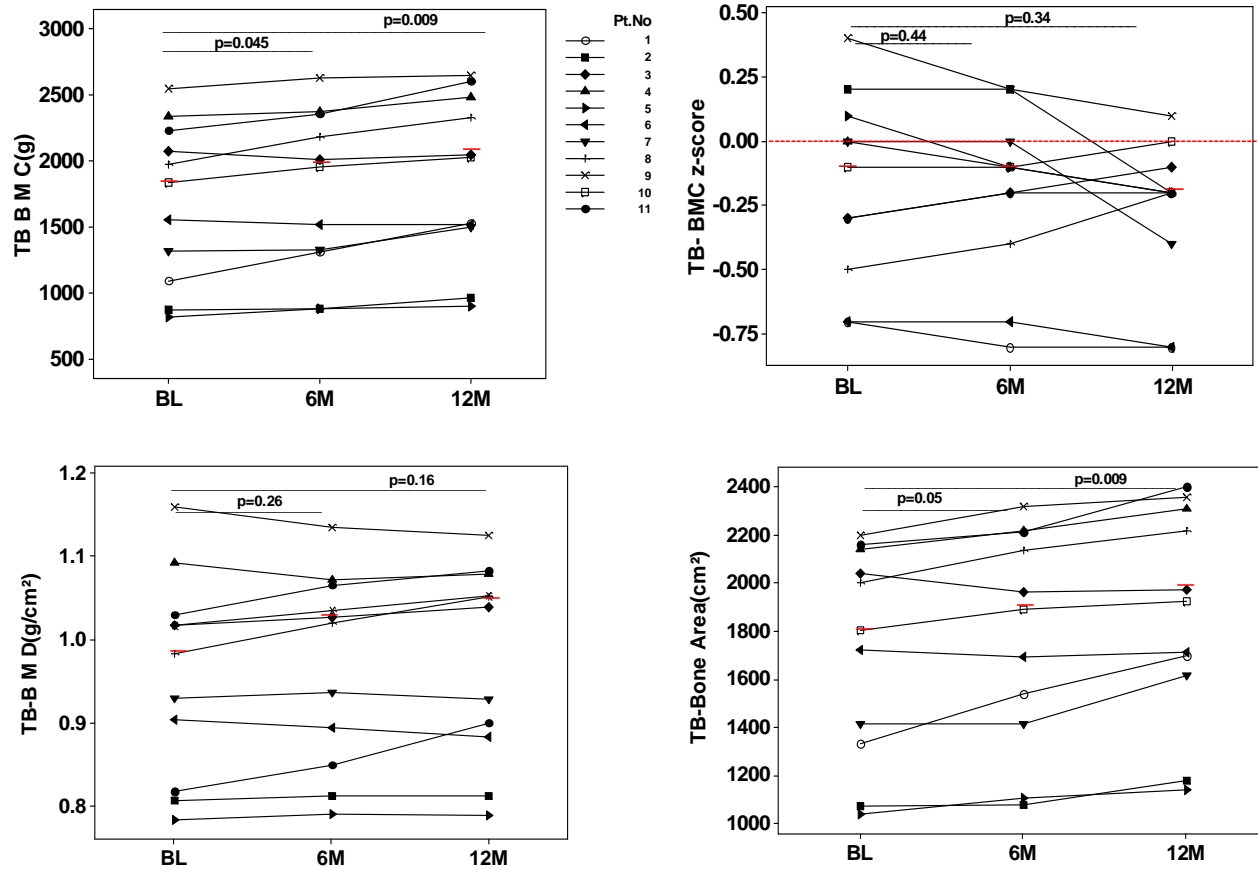 3000
2500
2000
1500
1000
500
TB B M C(g)
p=0.009
p=0.045
BL
6M
12M
Pt.No
1
2
3
4
5
6
7
8
9
10
11
0.50
0.25
0.00
-0.25
-0.50
-0.75
TB- BMC z-score
p=0.34
p=0.44
BL
6M
12M
1.2
1.1
1.0
0.9
0.8
TB-B M D(g/cm²)
p=0.16
p=0.26
BL
6M
12M
2400
2200
2000
1800
1600
1400
1200
1000
TB-Bone Area(cm²)
p=0.009
p=0.05
BL
6M
12M